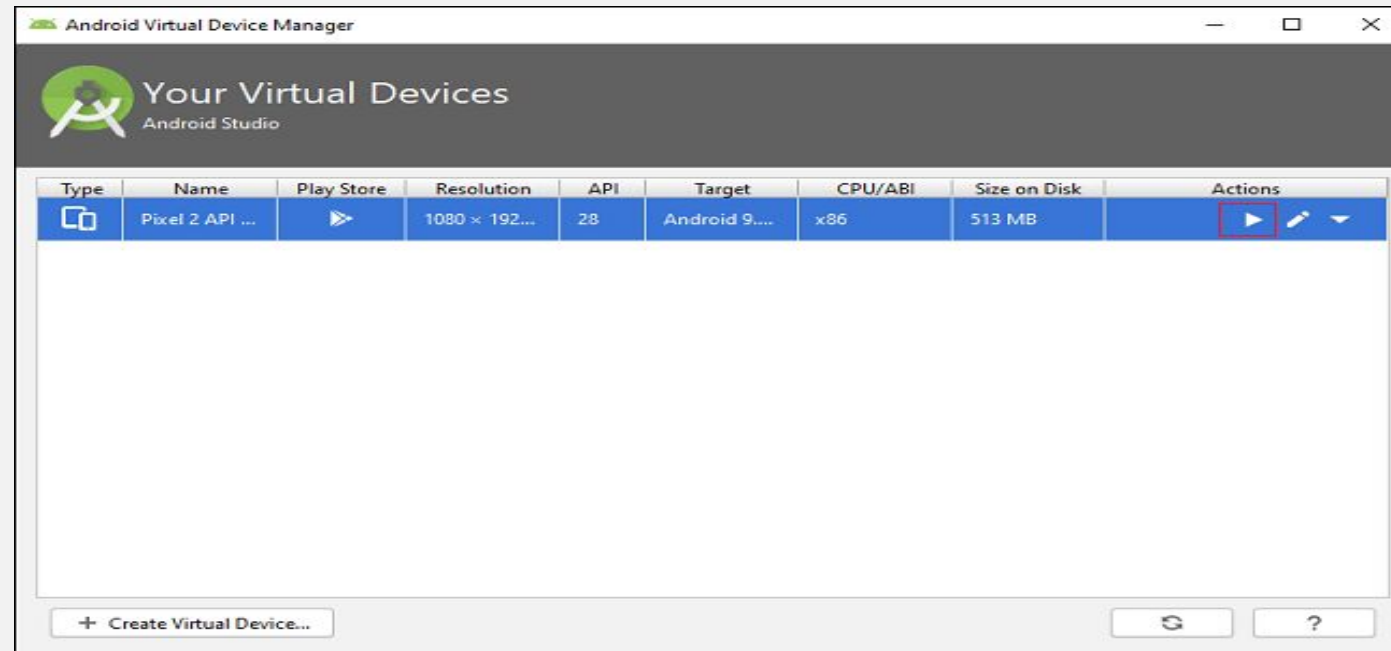 Android Virtual Device Manager
Your Virtual Devices
Android Studio
Type Name Play Store Resolution API Target CPU/ABI Size on Disk Actions
Pixel 2 API ... 1080 × 192... 28 Android 9.... x86 513 MB
+ Create Virtual Device... ?